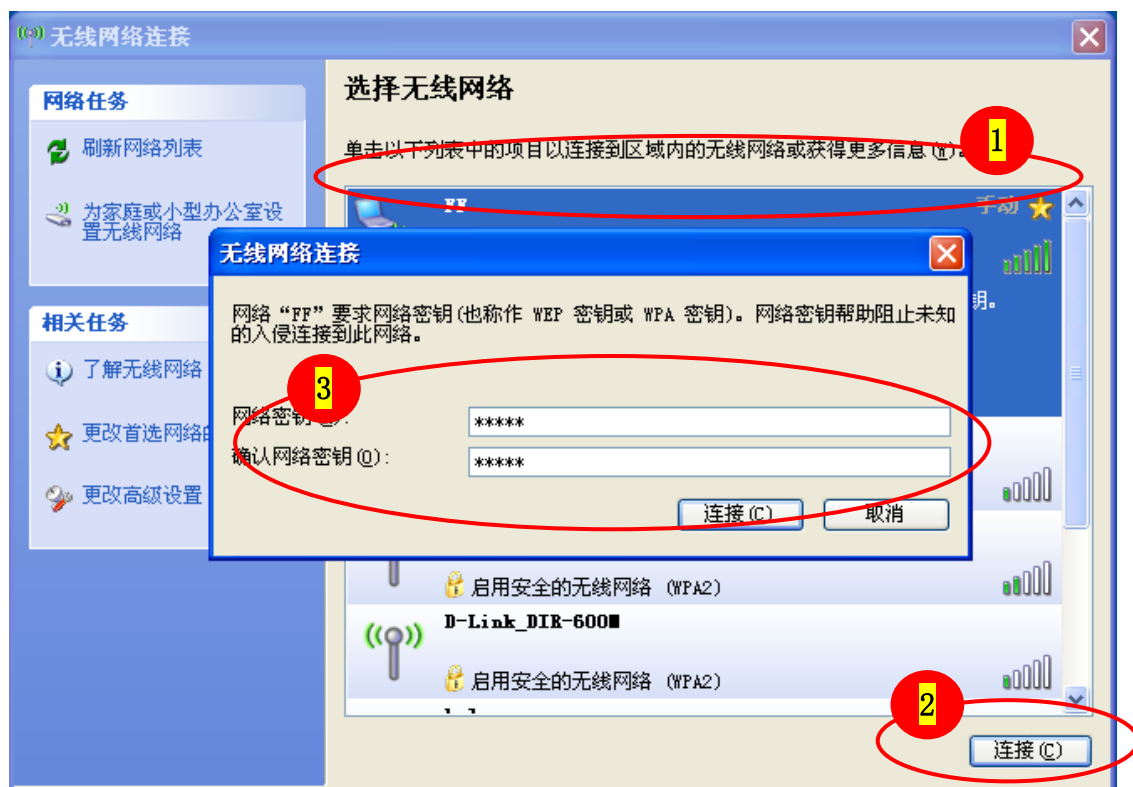 无线网络连接
网络任务
刷新网络列表
为家庭或小型办公室设
置无线网络
相关任务
了解无线网络
更改首选网络
更改高级设置
选择无线网络
单击以下列表中的项目以连接到区域内的无线网络或获得更多信息(W)。
1
FF
手动
钥。
无线网络连接
网络“FF”要求网络密钥(也称作 WEP 密钥或 WPA 密钥)。网络密钥帮助阻止未知
的入侵连接到此网络。
3
网络密钥
*****
确认网络密钥(O):
*****
连接(C)
取消
启用安全的无线网络 (WPA2)
D-Link_DIR-600M
启用安全的无线网络 (WPA2)
2
连接(C)